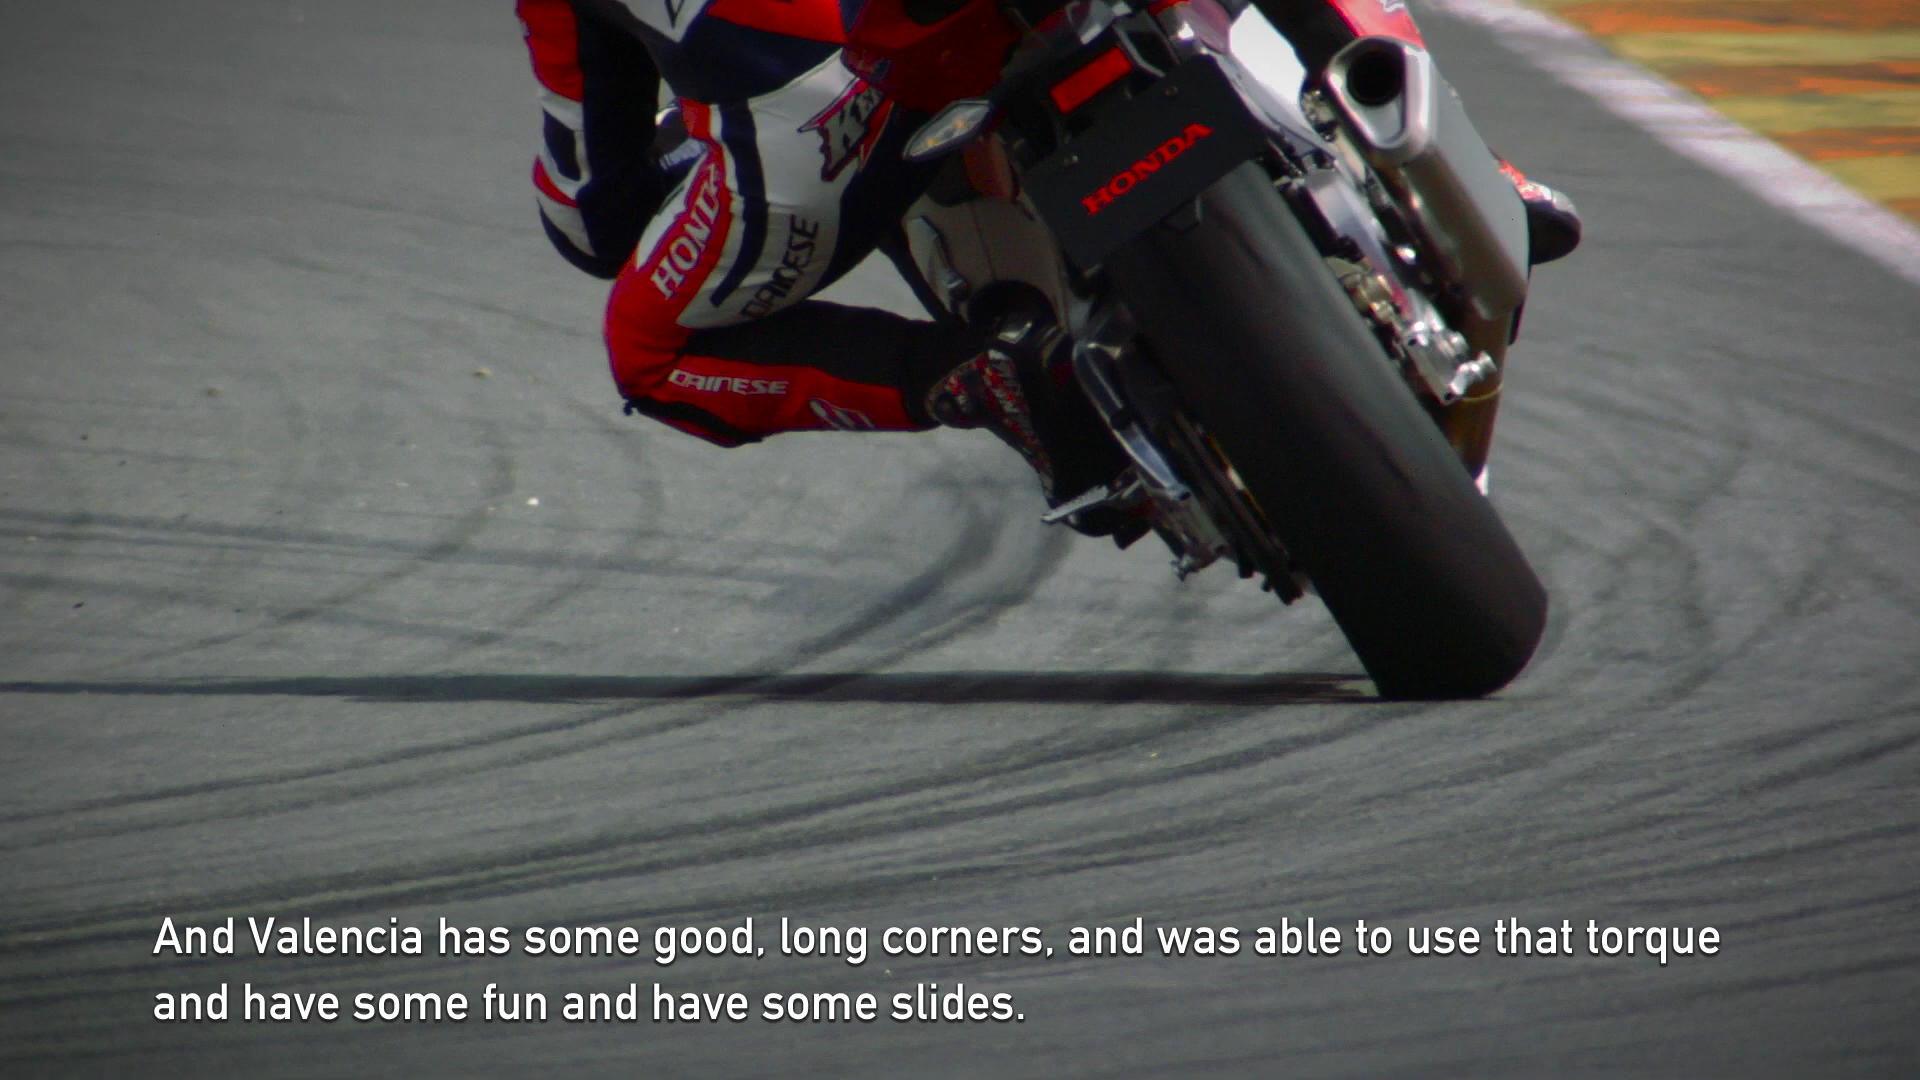 HONDA
HONDA
DAINESE
DAINESE
And Valencia has some good, long corners, and was able to use that torque
and have some fun and have some slides.